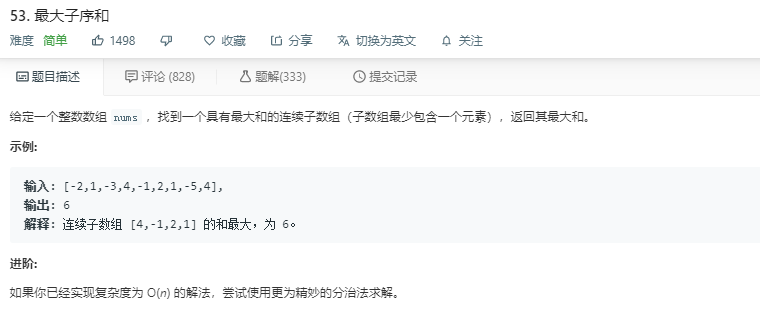 53. 最大子序和
难度 简单 1498 收藏 分享 切换为英文 关注
题目描述 评论 (828) 题解(333) 提交记录
给定一个整数数组 nums ，找到一个具有最大和的连续子数组（子数组最少包含一个元素），返回其最大和。
示例:
输入: [-2,1,-3,4,-1,2,1,-5,4],
输出: 6
解释: 连续子数组 [4,-1,2,1] 的和最大，为 6。
进阶:
如果你已经实现复杂度为 O(n) 的解法，尝试使用更为精妙的分治法求解。